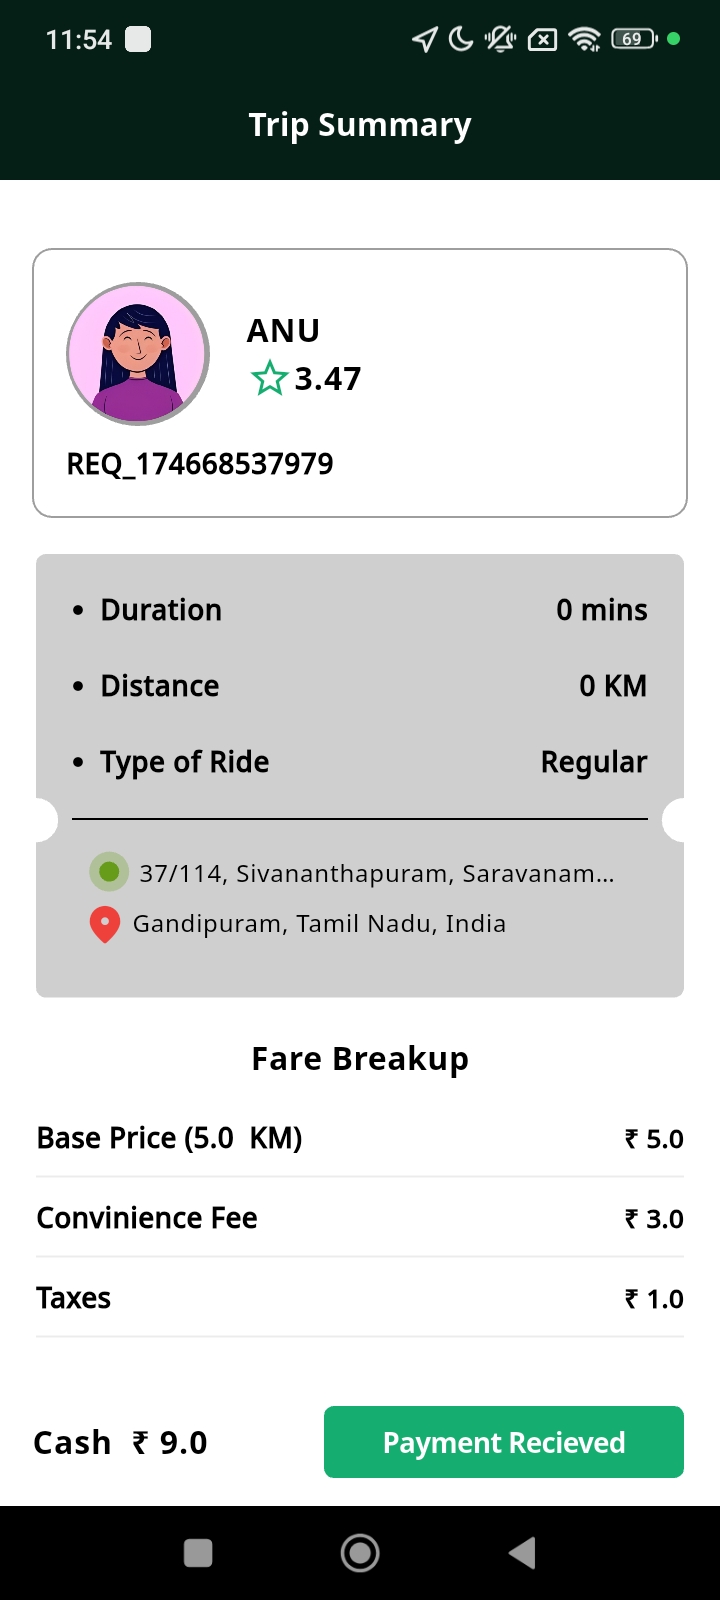 11:54
69
Trip Summary
ANU
3.47
REQ_174668537979
• Duration 0 mins
• Distance 0 KM
• Type of Ride Regular
37/114, Sivananthapuram, Saravanam...
Gandipuram, Tamil Nadu, India
Fare Breakup
Base Price (5.0  KM) ₹ 5.0
Convinience Fee ₹ 3.0
Taxes ₹ 1.0
Cash ₹ 9.0 Payment Recieved